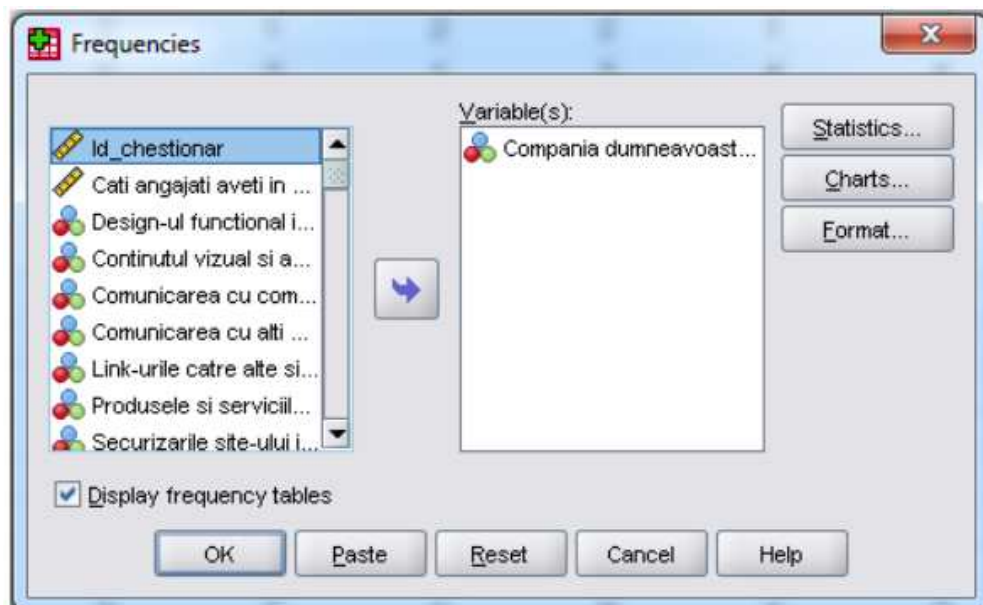 Frequencies
Id_chestionar
Cati angajati aveti in ...
Design-ul functional i...
Continutul vizual si a...
Comunicarea cu com...
Comunicarea cu alti ...
Link-urile catre alte si...
Produsele si serviciil...
Securizarile site-ului i...
Variable(s):
Compania dumneavoast...
Statistics...
Charts...
Format...
Display frequency tables
OK
Paste
Reset
Cancel
Help